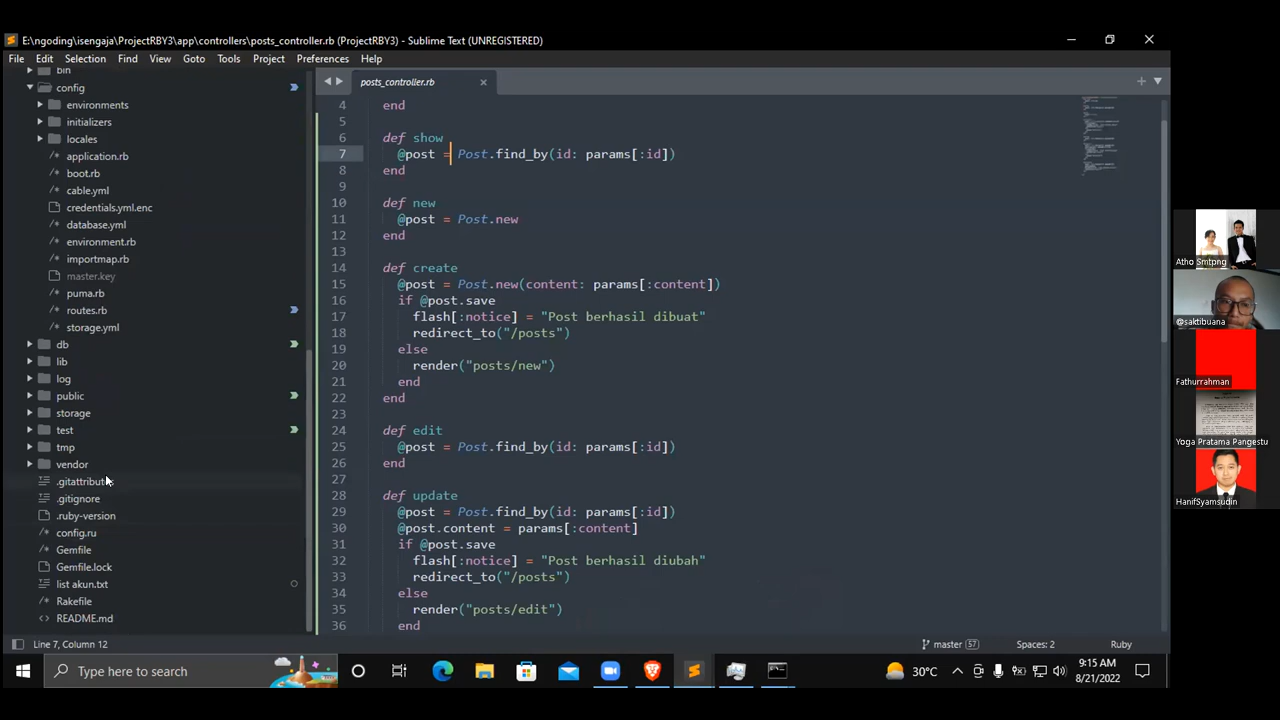 E:\ngoding\isengaja\ProjectRBY3\app\controllers\posts_controller.rb (ProjectRBY3) - Sublime Text (UNREGISTERED)
File Edit Selection Find View Goto Tools Project Preferences Help
bin
config
environments
initializers
locales
application.rb
boot.rb
cable.yml
credentials.yml.enc
database.yml
environment.rb
importmap.rb
master.key
puma.rb
routes.rb
storage.yml
db
lib
log
public
storage
test
tmp
vendor
.gitattributes
.gitignore
.ruby-version
config.ru
Gemfile
Gemfile.lock
list akun.txt
Rakefile
README.md
posts_controller.rb
4 end
5
6 def show
7 @post = Post.find_by(id: params[:id])
8 end
9
10 def new
11 @post = Post.new
12 end
13
14 def create
15 @post = Post.new(content: params[:content])
16 if @post.save
17 flash[:notice] = "Post berhasil dibuat"
18 redirect_to("/posts")
19 else
20 render("posts/new")
21 end
22 end
23
24 def edit
25 @post = Post.find_by(id: params[:id])
26 end
27
28 def update
29 @post = Post.find_by(id: params[:id])
30 @post.content = params[:content]
31 if @post.save
32 flash[:notice] = "Post berhasil diubah"
33 redirect_to("/posts")
34 else
35 render("posts/edit")
36 end
Atho Smtpng
@saktibuana
Fathurrahman
Yoga Pratama Pangestu
HanifSyamsudin
Line 7, Column 12
master 57
Spaces: 2
Ruby
Type here to search
30°C
9:15 AM
8/21/2022